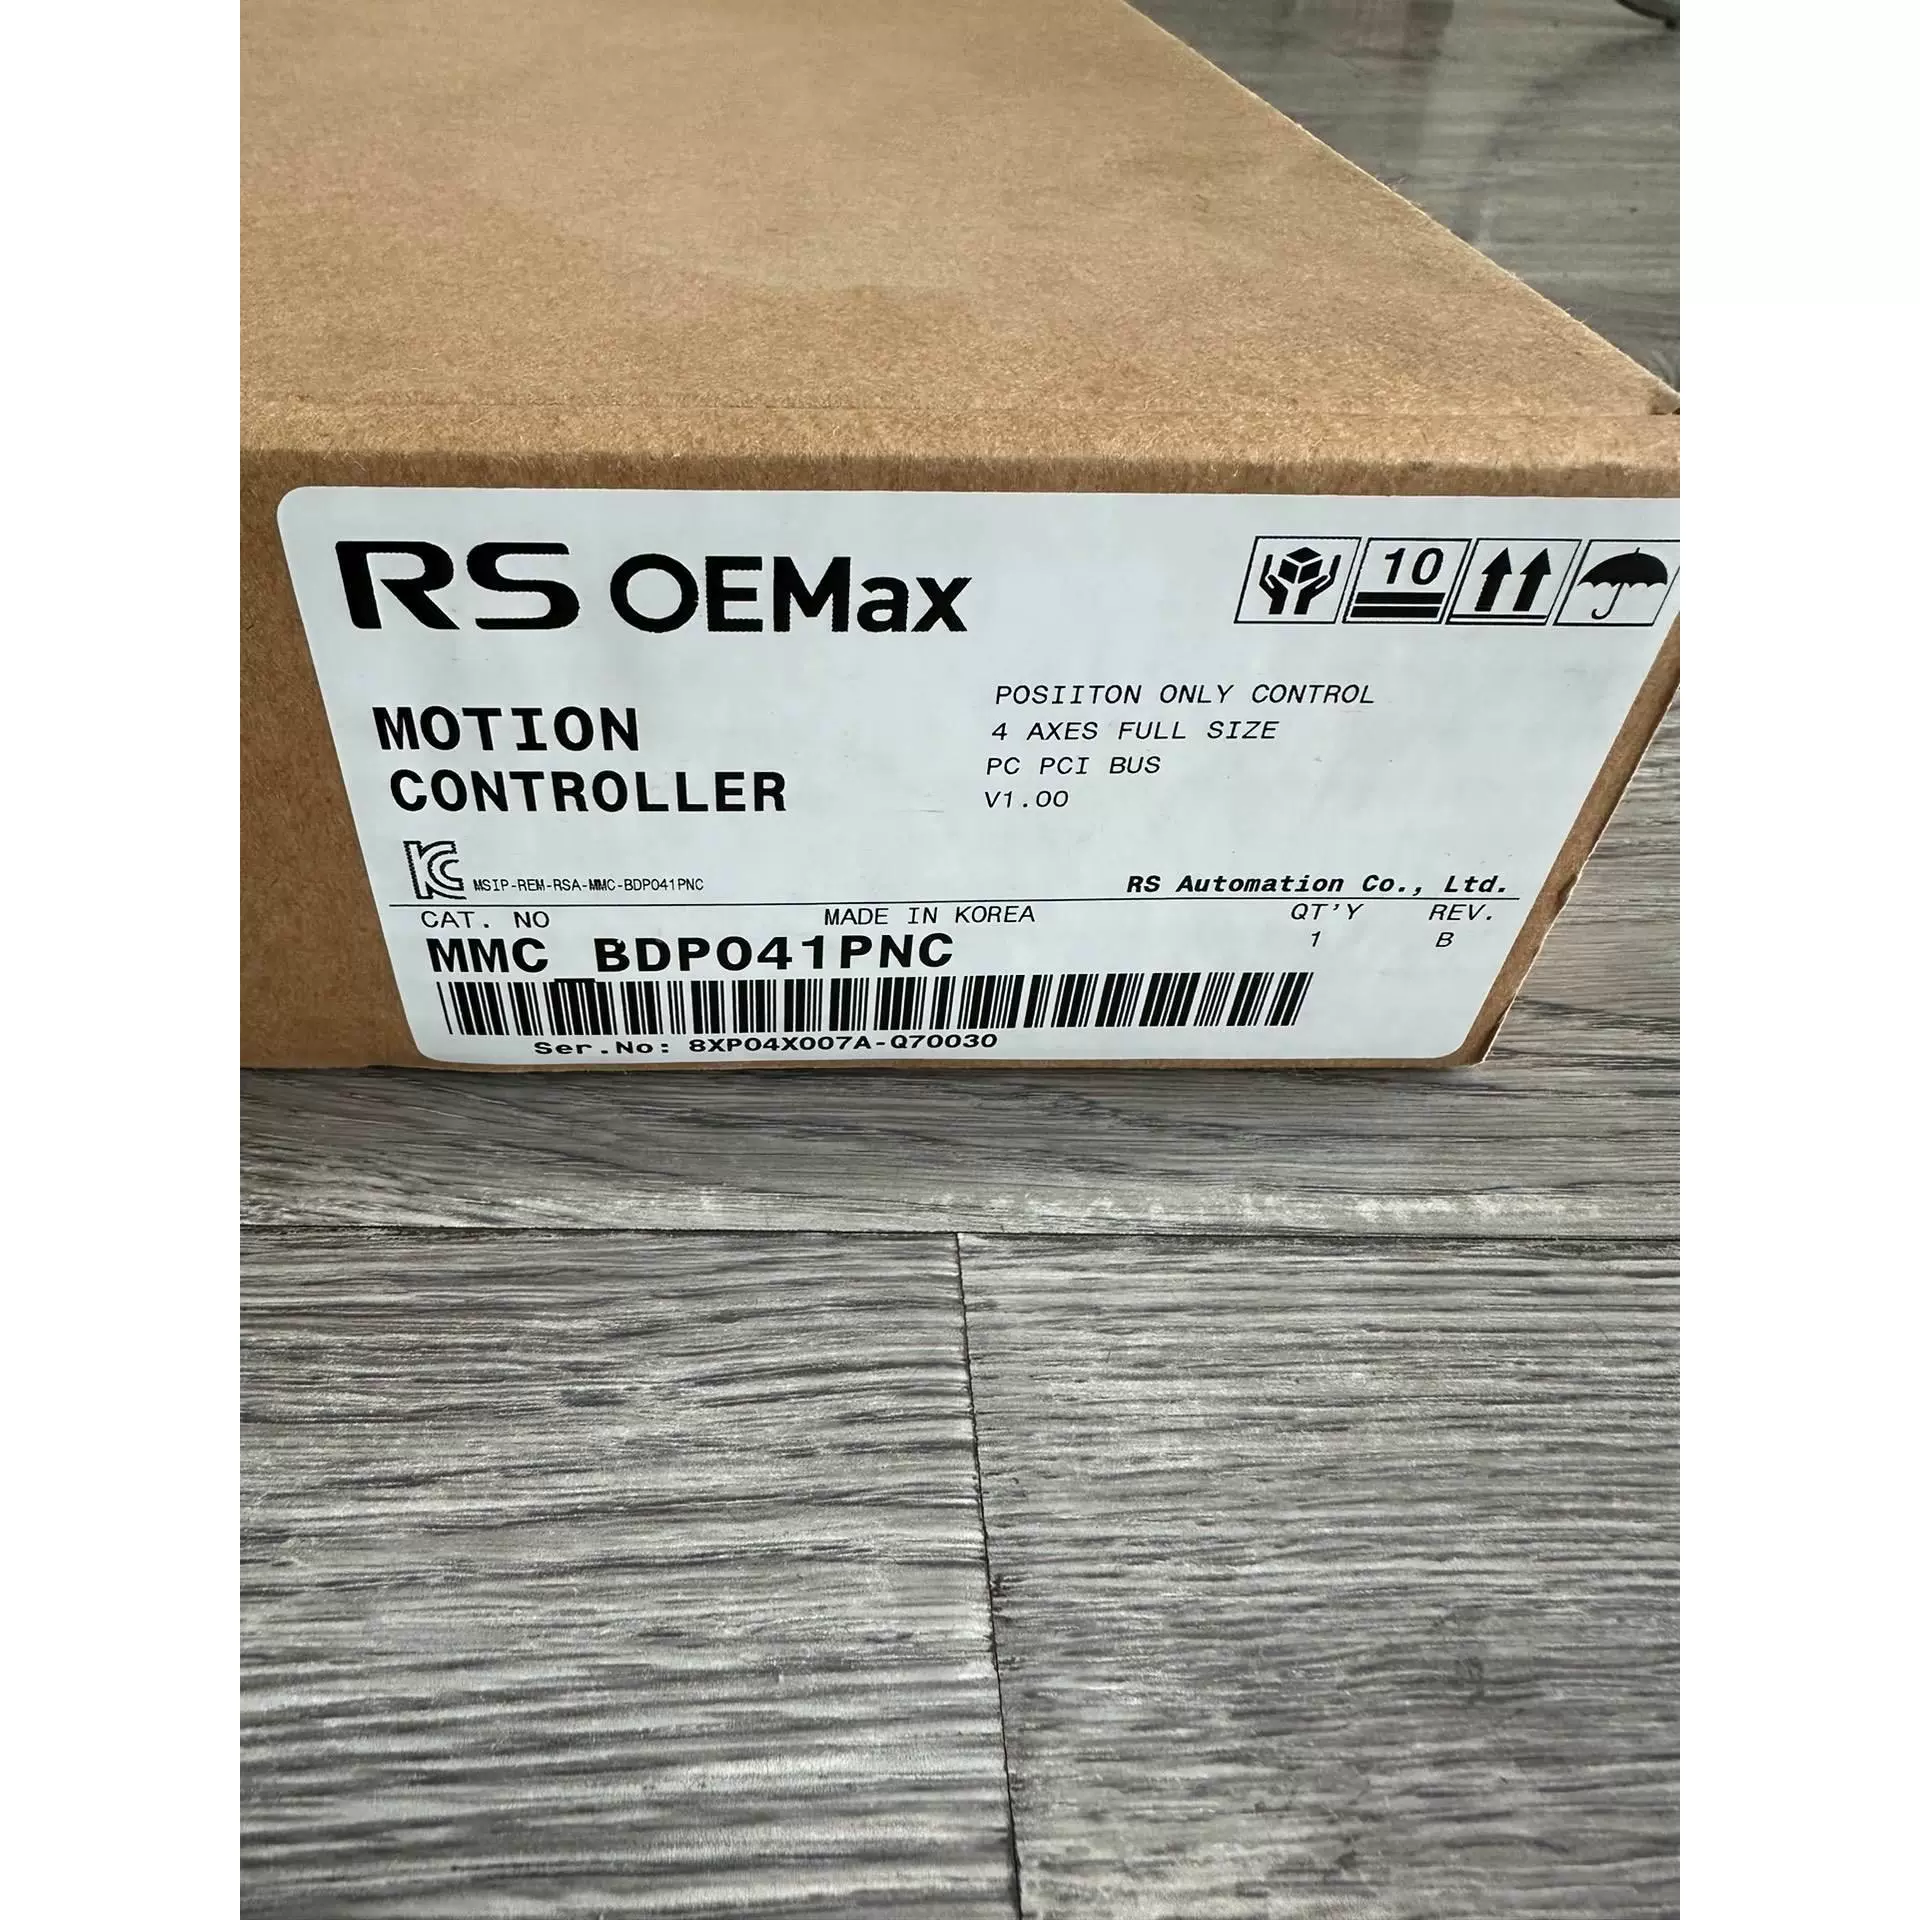 RS OEMax
10
MOTION
CONTROLLER
POSIITON ONLY CONTROL
4 AXES FULL SIZE
PC PCI BUS
V1.00
KC MSIP-REM-RSA-MMC-BDP041PNC
RS Automation Co., Ltd.
CAT. NO MADE IN KOREA QT'Y REV.
MMC_BDP041PNC 1 B
Ser.No: 8XP04X007A-Q70030